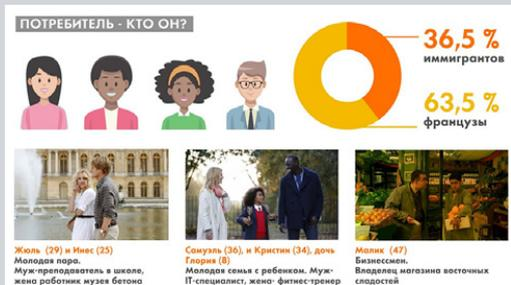 ПОТРЕБИТЕЛЬ - КТО ОН?
36,5 %
иммигрантов
63,5 %
французы
Жюль (29) и Инес (25)
Молодая пара.
Муж-преподаватель в школе,
жена работник музея бетона
Самуэль (36), и Кристин (34), дочь
Глория (8)
Молодая семья с ребенком. Муж-
IT-специалист, жена- фитнес-тренер
Малик (47)
Бизнесмен.
Владелец магазина восточных
сладостей